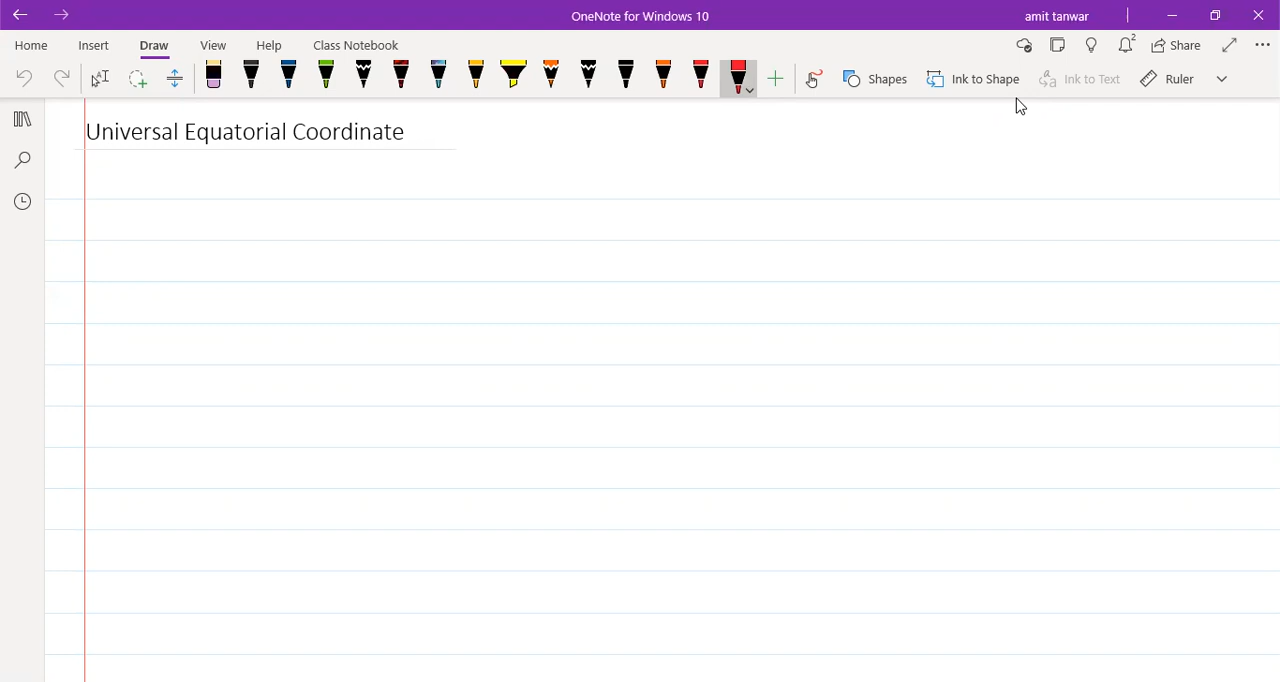 OneNote for Windows 10
amit tanwar
Home Insert Draw View Help Class Notebook
2
Share
Shapes Ink to Shape Ink to Text Ruler
Universal Equatorial Coordinate